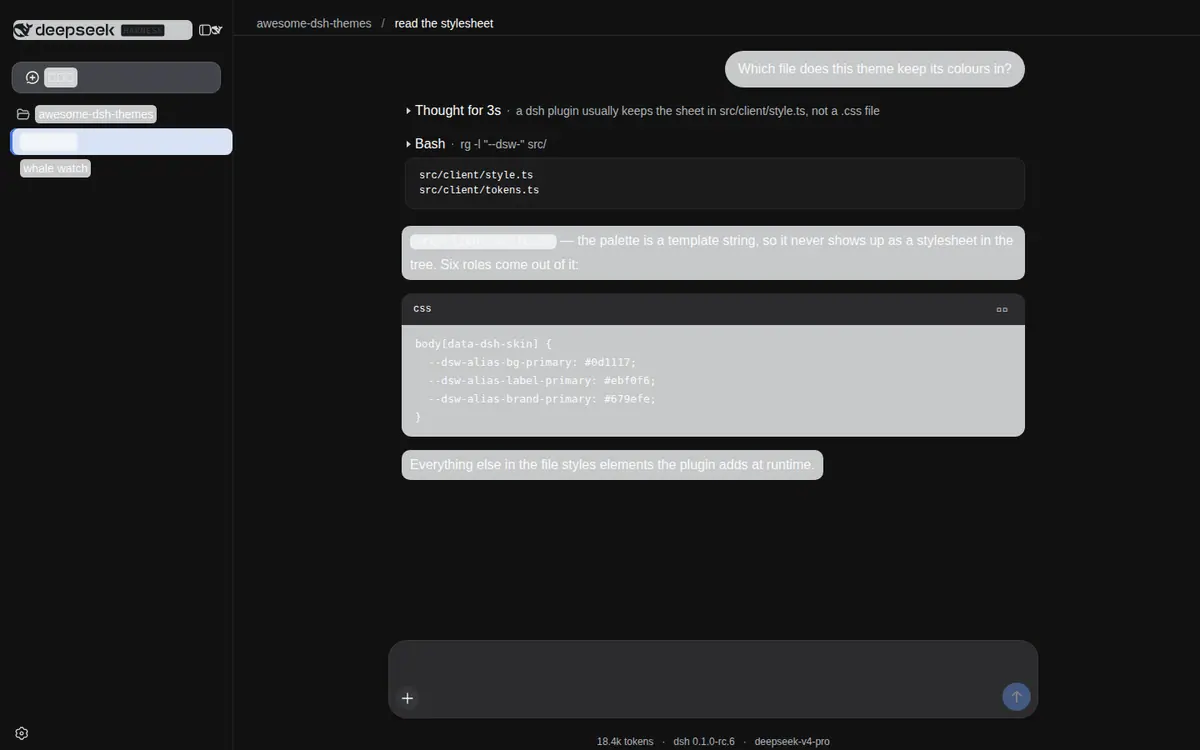 deepseek
awesome-dsh-themes
whale watch
awesome-dsh-themes / read the stylesheet
Which file does this theme keep its colours in?
Thought for 3s · a dsh plugin usually keeps the sheet in src/client/style.ts, not a .css file
Bash · rg -l "--dsw-" src/
src/client/style.ts
src/client/tokens.ts
— the palette is a template string, so it never shows up as a stylesheet in the
tree. Six roles come out of it:
css
body[data-dsh-skin] {
--dsw-alias-bg-primary: #0d1117;
--dsw-alias-label-primary: #ebf0f6;
--dsw-alias-brand-primary: #679efe;
}
Everything else in the file styles elements the plugin adds at runtime.
18.4k tokens · dsh 0.1.0-rc.6 · deepseek-v4-pro